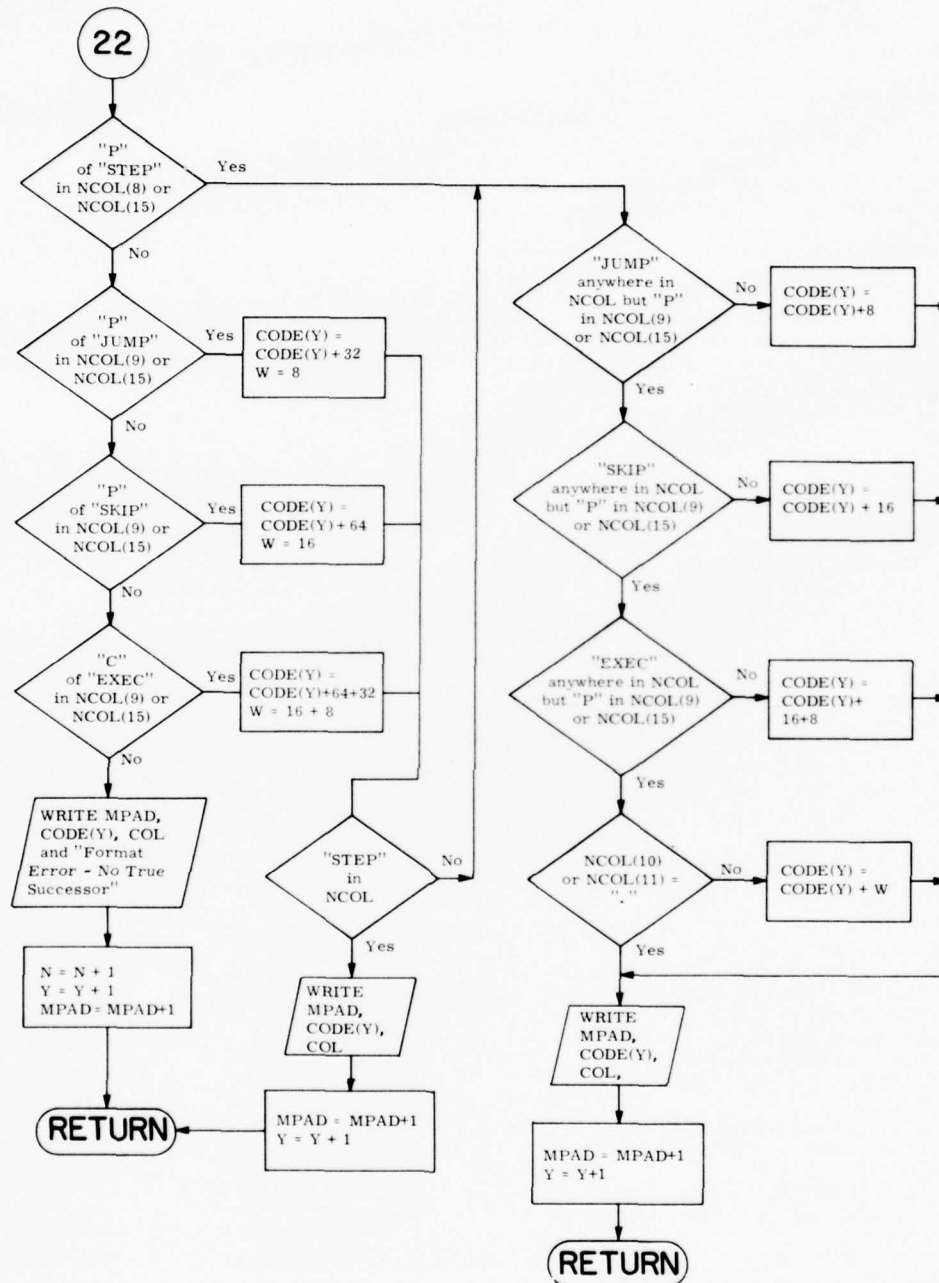 22
"P"
of "STEP"
in NCOL(8) or
NCOL(15)
Yes
No
"P"
of "JUMP"
in NCOL(9) or
NCOL(15)
Yes
CODE(Y) =
CODE(Y) + 32
W = 8
No
"P"
of "SKIP"
in NCOL(9) or
NCOL(15)
Yes
CODE(Y) =
CODE(Y) + 64
W = 16
No
"C"
of "EXEC"
in NCOL(9) or
NCOL(15)
Yes
CODE(Y) =
CODE(Y)+64+32
W = 16 + 8
No
WRITE MPAD,
CODE(Y), COL
and "Format
Error - No True
Successor"
N = N + 1
Y = Y + 1
MPAD = MPAD+1
RETURN
"STEP"
in
NCOL
No
Yes
WRITE
MPAD,
CODE(Y),
COL
MPAD = MPAD+1
Y = Y + 1
"JUMP"
anywhere in
NCOL but "P"
in NCOL(9)
or NCOL(15)
No
CODE(Y) =
CODE(Y)+8
Yes
"SKIP"
anywhere in NCOL
but "P" in NCOL(9)
or NCOL(15)
No
CODE(Y) =
CODE(Y) + 16
Yes
"EXEC"
anywhere in NCOL
but "P" in NCOL(9)
or NCOL(15)
No
CODE(Y) =
CODE(Y)+
16+8
Yes
NCOL(10)
or NCOL(11) =
"."
No
CODE(Y) =
CODE(Y) + W
Yes
WRITE
MPAD,
CODE(Y),
COL,
MPAD = MPAD+1
Y = Y+1
RETURN